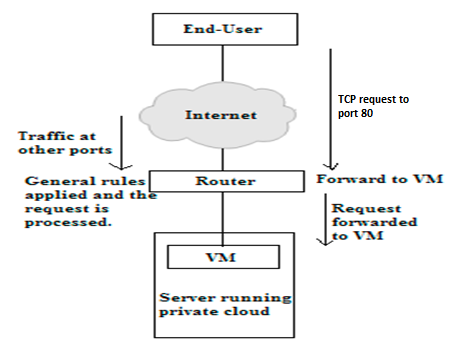 End-User
Internet
TCP request to
port 80
Traffic at
other ports
General rules
applied and the
request is
processed.
Router
Forward to VM
Request
forwarded
to VM
VM
Server running
private cloud